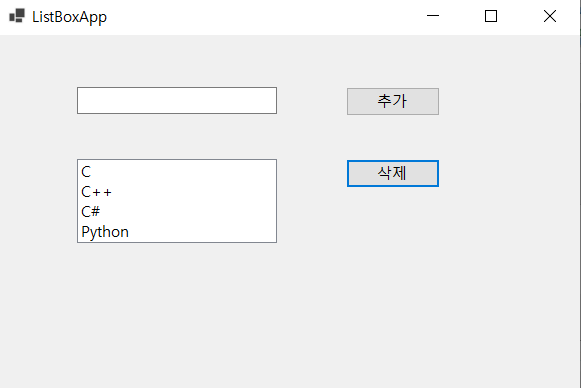 ListBoxApp
추가
C
삭제
C++
C#
Python